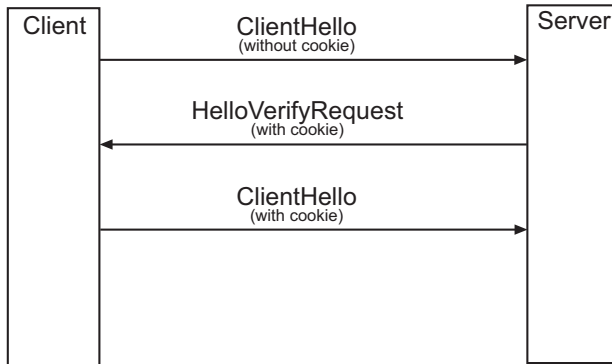 Client
Server
ClientHello
(without cookie)
HelloVerifyRequest
(with cookie)
ClientHello
(with cookie)